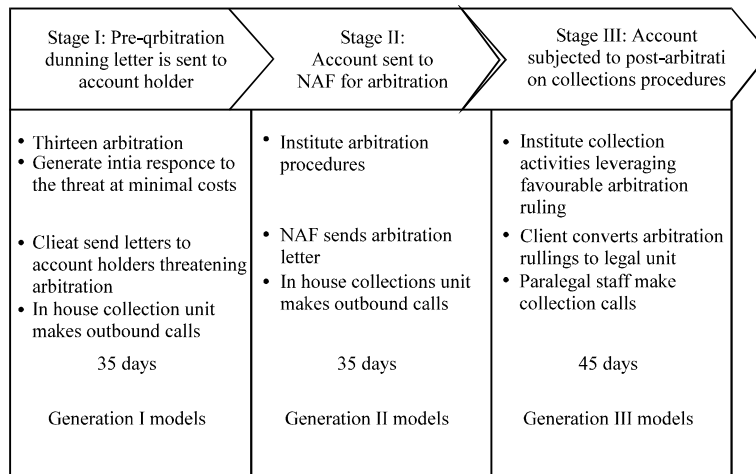 Stage I: Pre-qrbitration
dunning letter is sent to
account holder
Stage II:
Account sent to
NAF for arbitration
Stage III: Account
subjected to post-arbitrati
on collections procedures
• Thirteen arbitration
• Generate intia responce to
the threat at minimal costs
• Clieat send letters to
account holders threatening
arbitration
• In house collection unit
makes outbound calls
35 days
Generation I models
• Institute arbitration
procedures
• NAF sends arbitration
letter
• In house collections unit
makes outbound calls
35 days
Generation II models
• Institute collection
activities leveraging
favourable arbitration
ruling
• Client converts arbitration
rullings to legal unit
• Paralegal staff make
collection calls
45 days
Generation III models